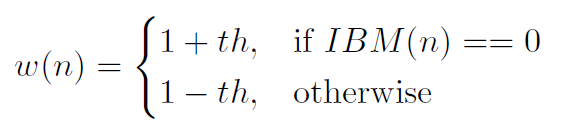 w(n) = { 1 + th, if IBM(n) == 0
1 − th, otherwise